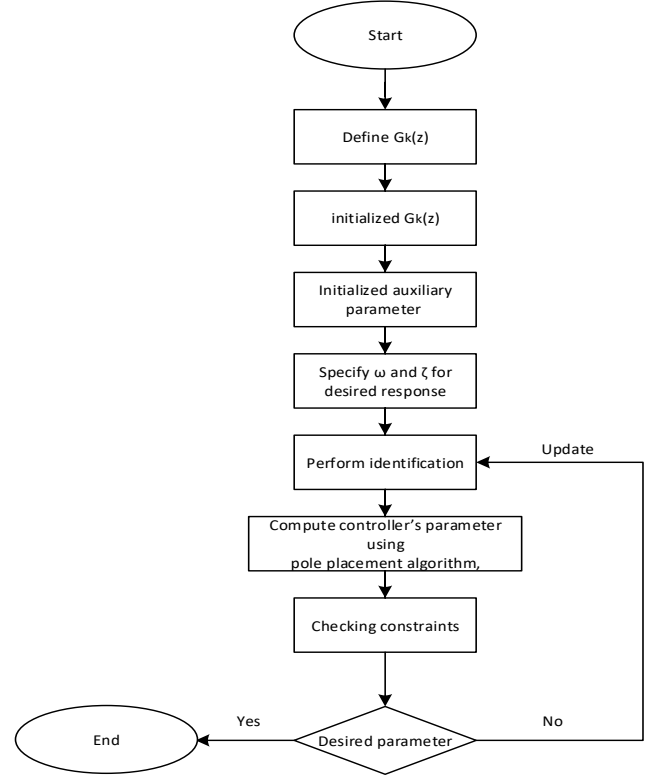 Start
Define Gk(z)
initialized Gk(z)
Initialized auxiliary
parameter
Specify ω and ζ for
desired response
Update
Perform identification
Compute controller's parameter
using
pole placement algorithm,
Checking constraints
Yes
No
End
Desired parameter